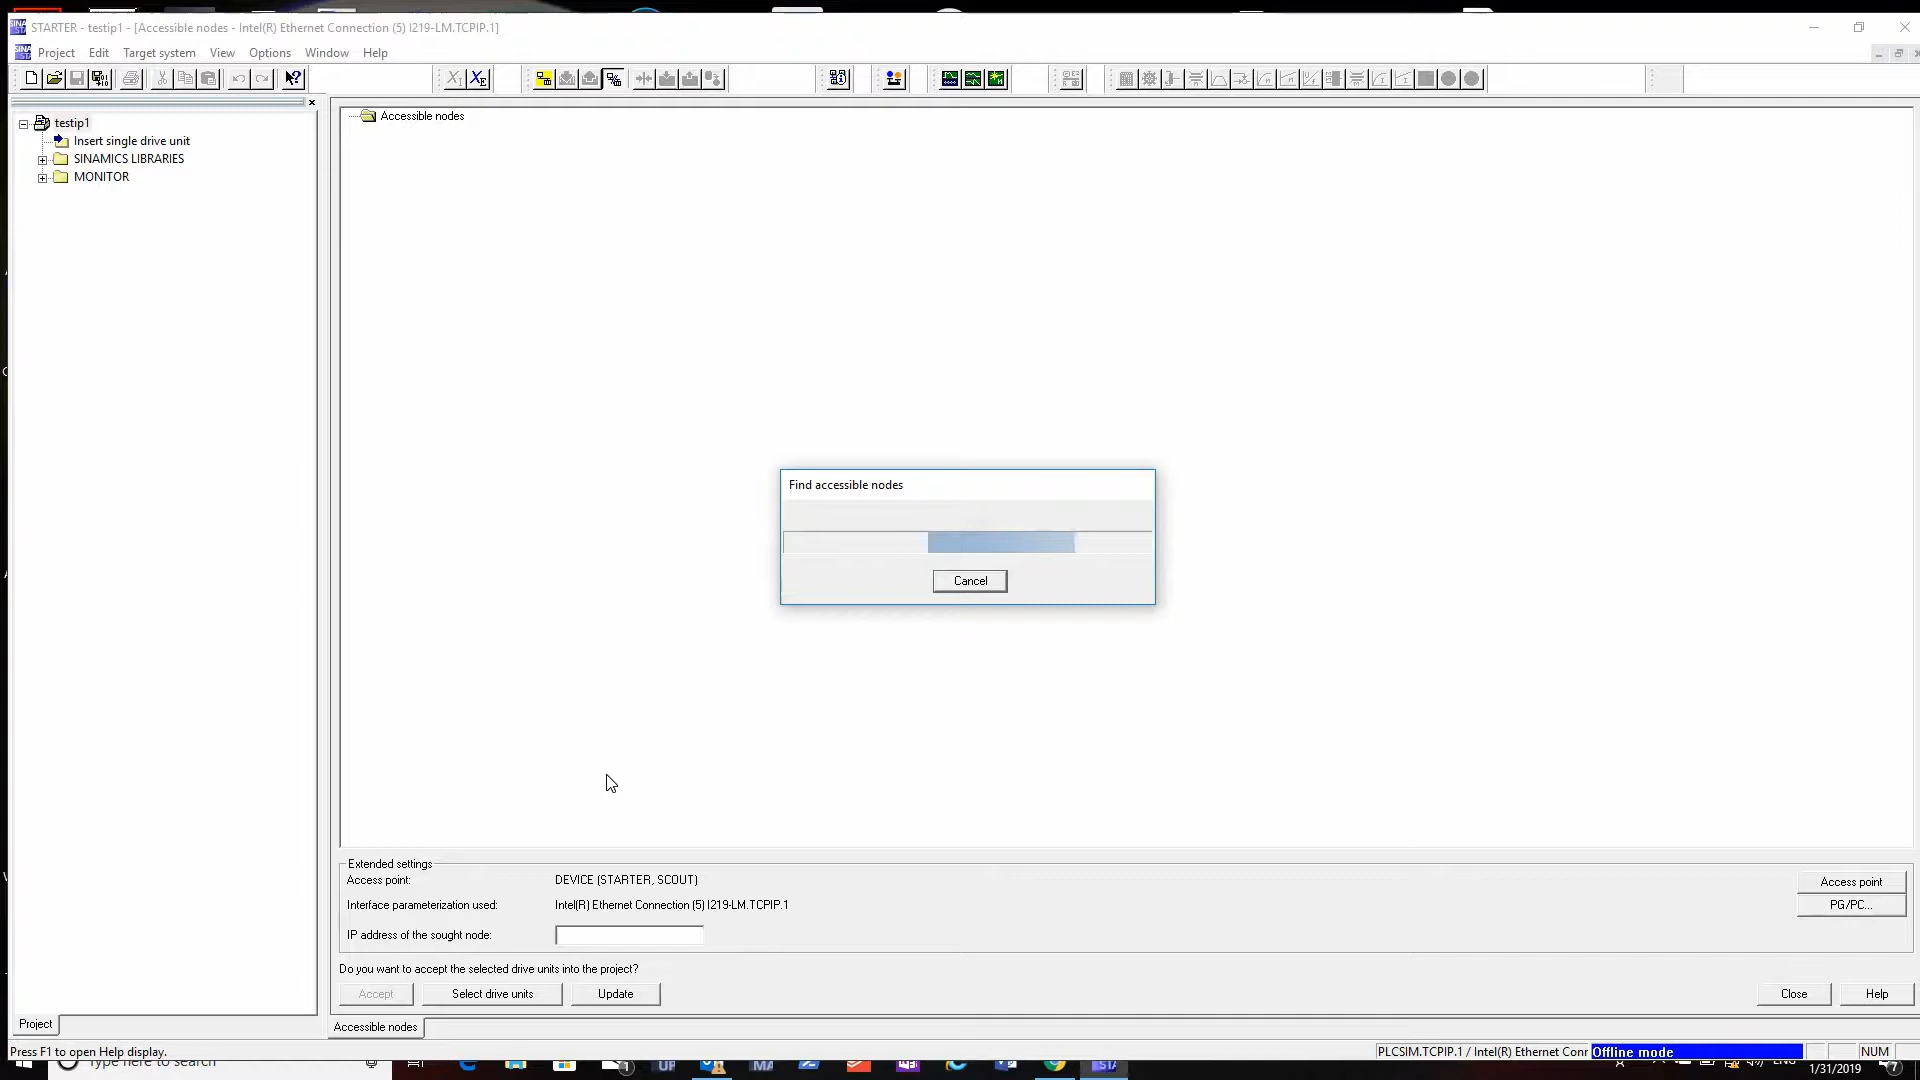 STARTER - testip1 - [Accessible nodes - Intel(R) Ethernet Connection (5) I219-LM.TCPIP.1]
Project Edit Target system View Options Window Help
testip1
Insert single drive unit
SINAMICS LIBRARIES
MONITOR
Accessible nodes
Find accessible nodes
Cancel
Extended settings
Access point: DEVICE (STARTER, SCOUT)
Access point
Interface parameterization used: Intel(R) Ethernet Connection (5) I219-LM.TCPIP.1
PG/PC...
IP address of the sought node:
Do you want to accept the selected drive units into the project?
Accept Select drive units Update Close Help
Project
Accessible nodes
Press F1 to open Help display.
PLCSIM.TCPIP.1 / Intel(R) Ethernet Conr Offline mode NUM
Type here to search
1/31/2019